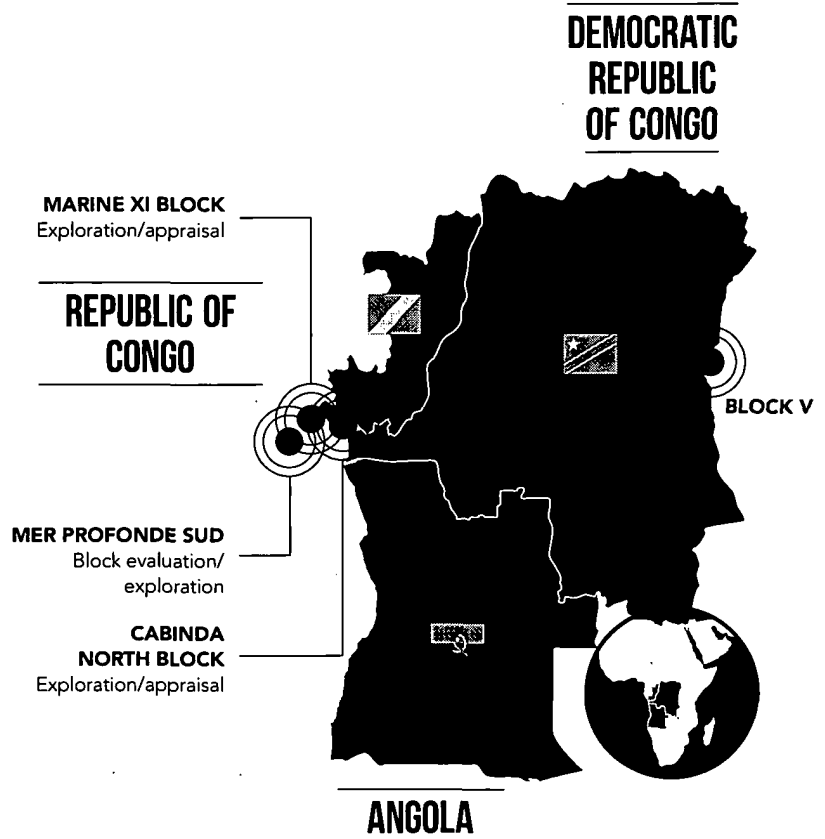 DEMOCRATIC
REPUBLIC
OF CONGO
MARINE XI BLOCK
Exploration/appraisal
REPUBLIC OF
CONGO
BLOCK V
MER PROFONDE SUD
Block evaluation/
exploration
CABINDA
NORTH BLOCK
Exploration/appraisal
ANGOLA